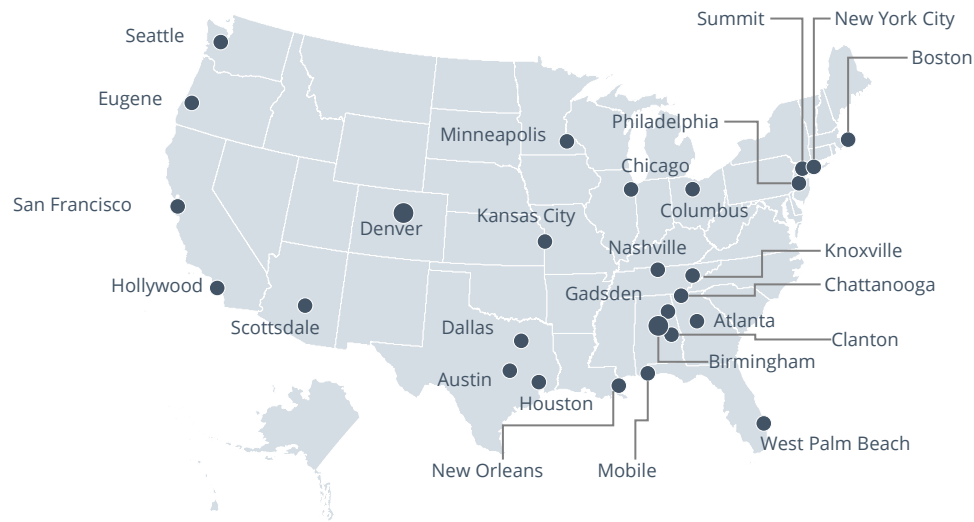 Summit
New York City
Seattle
Boston
Eugene
Philadelphia
Minneapolis
Chicago
San Francisco
Columbus
Kansas City
Denver
Nashville
Knoxville
Hollywood
Chattanooga
Gadsden
Scottsdale
Dallas
Atlanta
Clanton
Birmingham
Austin
Houston
West Palm Beach
New Orleans
Mobile